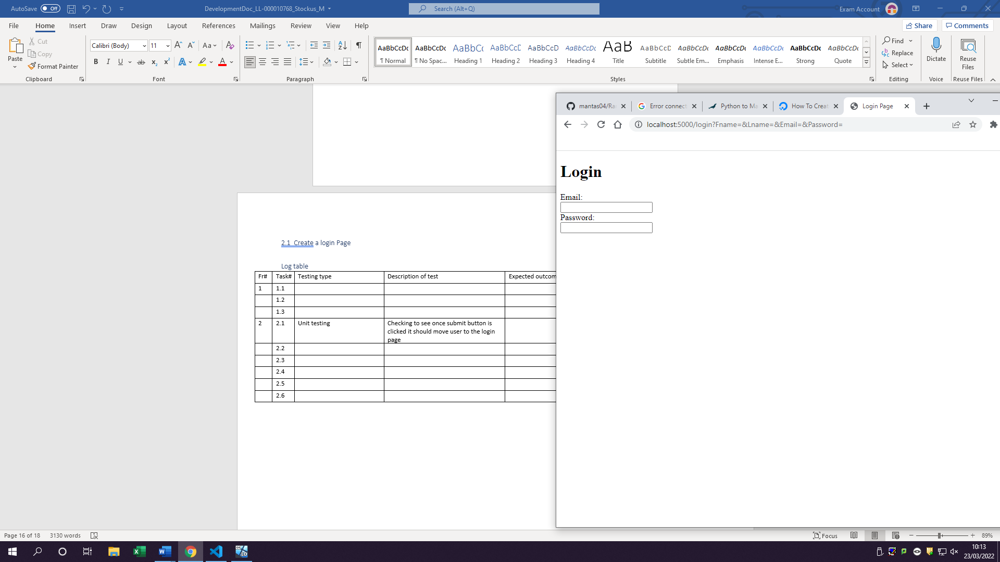 AutoSave Off DevelopmentDoc_LL-000010768_Stockus_M Search (Alt+Q) Exam Account
File Home Insert Draw Design Layout References Mailings Review View Help Share Comments
Paste
Cut
Copy
Format Painter
Clipboard
Calibri (Body) 11
Font
Paragraph
AaBbCcDc AaBbCcDc AaBbCc AaBbCcD AaBbCcD AaBbCcDc AaB AaBbCcD AaBbCcDc AaBbCcDc AaBbCcDc AaBbCcDc AaBbCcDc
¶ Normal ¶ No Spac... Heading 1 Heading 2 Heading 3 Heading 4 Title Subtitle Subtle Em... Emphasis Intense E... Strong Quote
Styles
Find
Replace
Select
Editing
Dictate
Voice
Reuse
Files
Reuse Files
2.1 Create a login Page
Log table
Fr# Task# Testing type Description of test Expected outcom
1 1.1
1.2
1.3
2 2.1 Unit testing Checking to see once submit button is
clicked it should move user to the login
page
2.2
2.3
2.4
2.5
2.6
mantas04/Ra Error connect Python to Ma How To Creat Login Page
localhost:5000/login?Fname=&Lname=&Email=&Password=
Login
Email:
Password:
Page 16 of 18 3130 words Focus 89%
10:13
23/03/2022